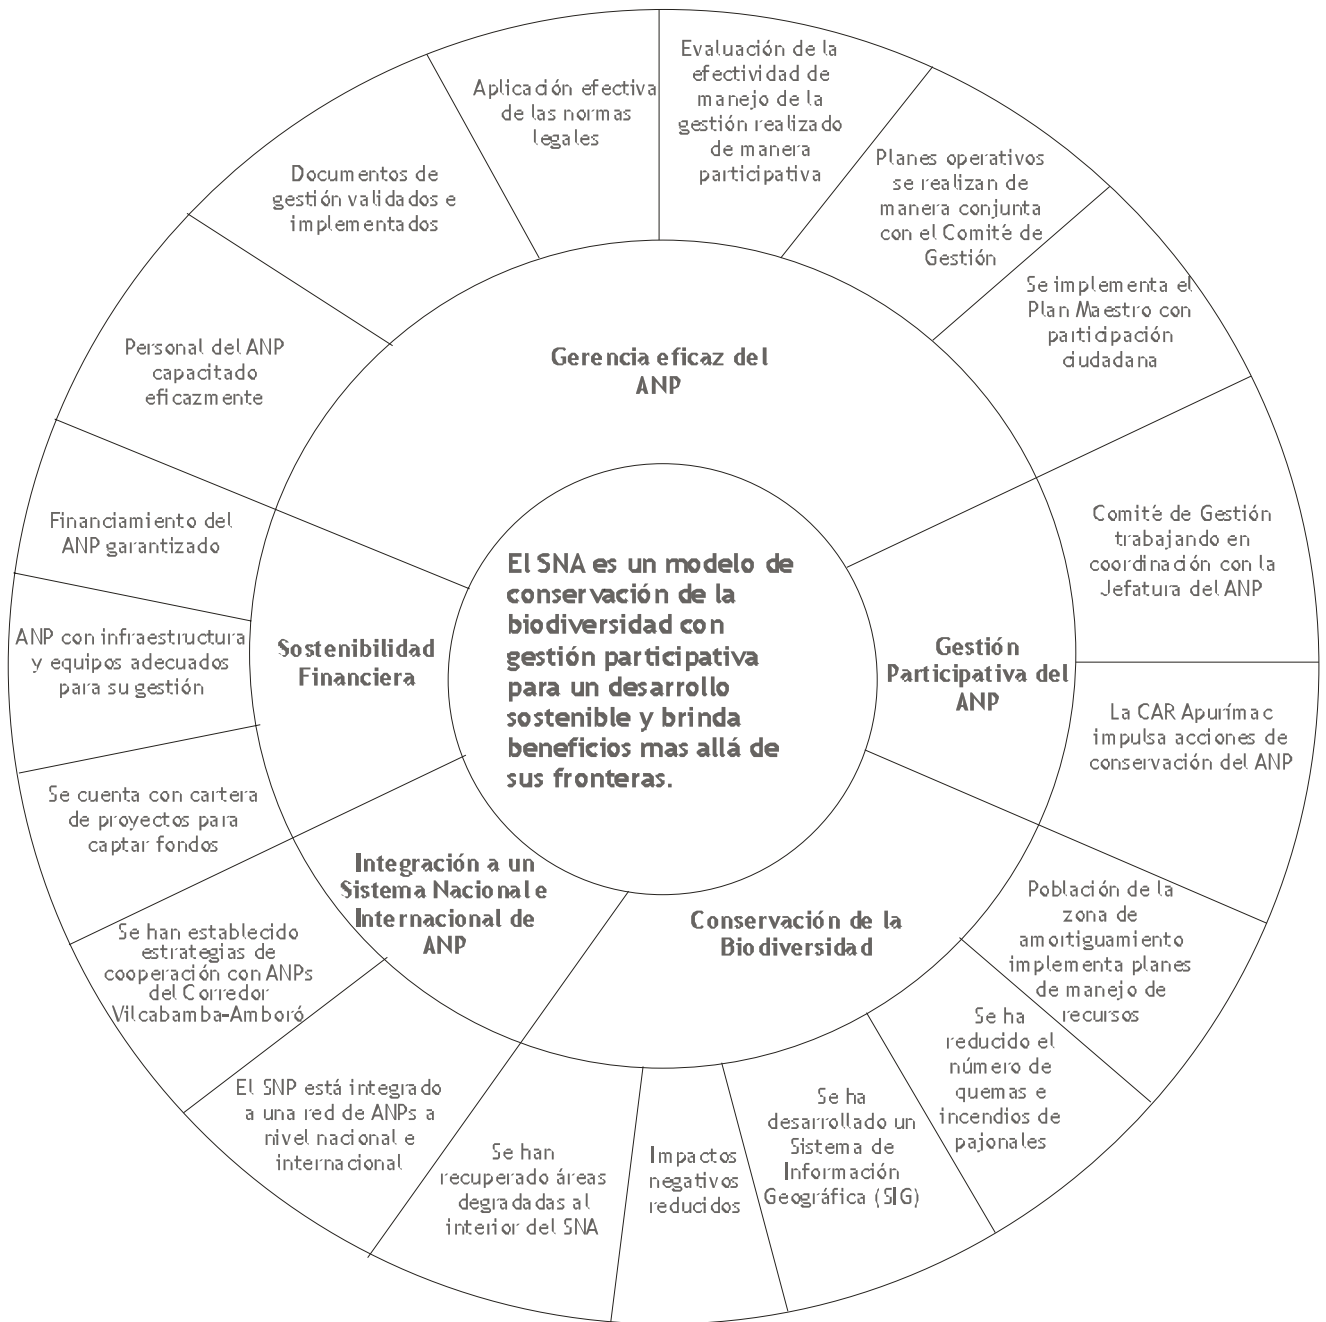 Evaluación de la
efectividad de
manejo de la
gestión realizado
de manera
participativa
Aplicación efectiva
de las normas
legales
Documentos de
gestión validados e
implementados
Planes operativos
se realizan de
manera conjunta
con el Comité de
Gestión
Se implementa el
Plan Maestro con
participación
ciudadana
Personal del ANP
capacitado
eficazmente
Gerencia eficaz del
ANP
Financiamiento del
ANP garantizado
Comité de Gestión
trabajando en
coordinación con la
Jefatura del ANP
El SNA es un modelo de
conservación de la
biodiversidad con
gestión participativa
para un desarrollo
sostenible y brinda
beneficios mas allá de
sus fronteras.
ANP con infraestructura
y equipos adecuados
para su gestión
Sostenibilidad
Financiera
Gestión
Participativa del
ANP
La CAR Apurímac
impulsa acciones de
conservación del ANP
Se cuenta con cartera
de proyectos para
captar fondos
Integración a un
Sistema Nacional e
Internacional de
ANP
Conservación de la
Biodiversidad
Población de la
zona de
amortiguamiento
implementa planes
de manejo de
recursos
Se han establecido
estrategias de
cooperación con ANPs
del Corredor
Vilcabamba-Amboró
Se ha
reducido el
número de
quemas e
incendios de
pajonales
El SNP está integrado
a una red de ANPs a
nivel nacional e
internacional
Se ha
desarrollado un
Sistema de
Información
Geográfica (SIG)
Se han
recuperado áreas
degradadas al
interior del SNA
Impactos
negativos
reducidos